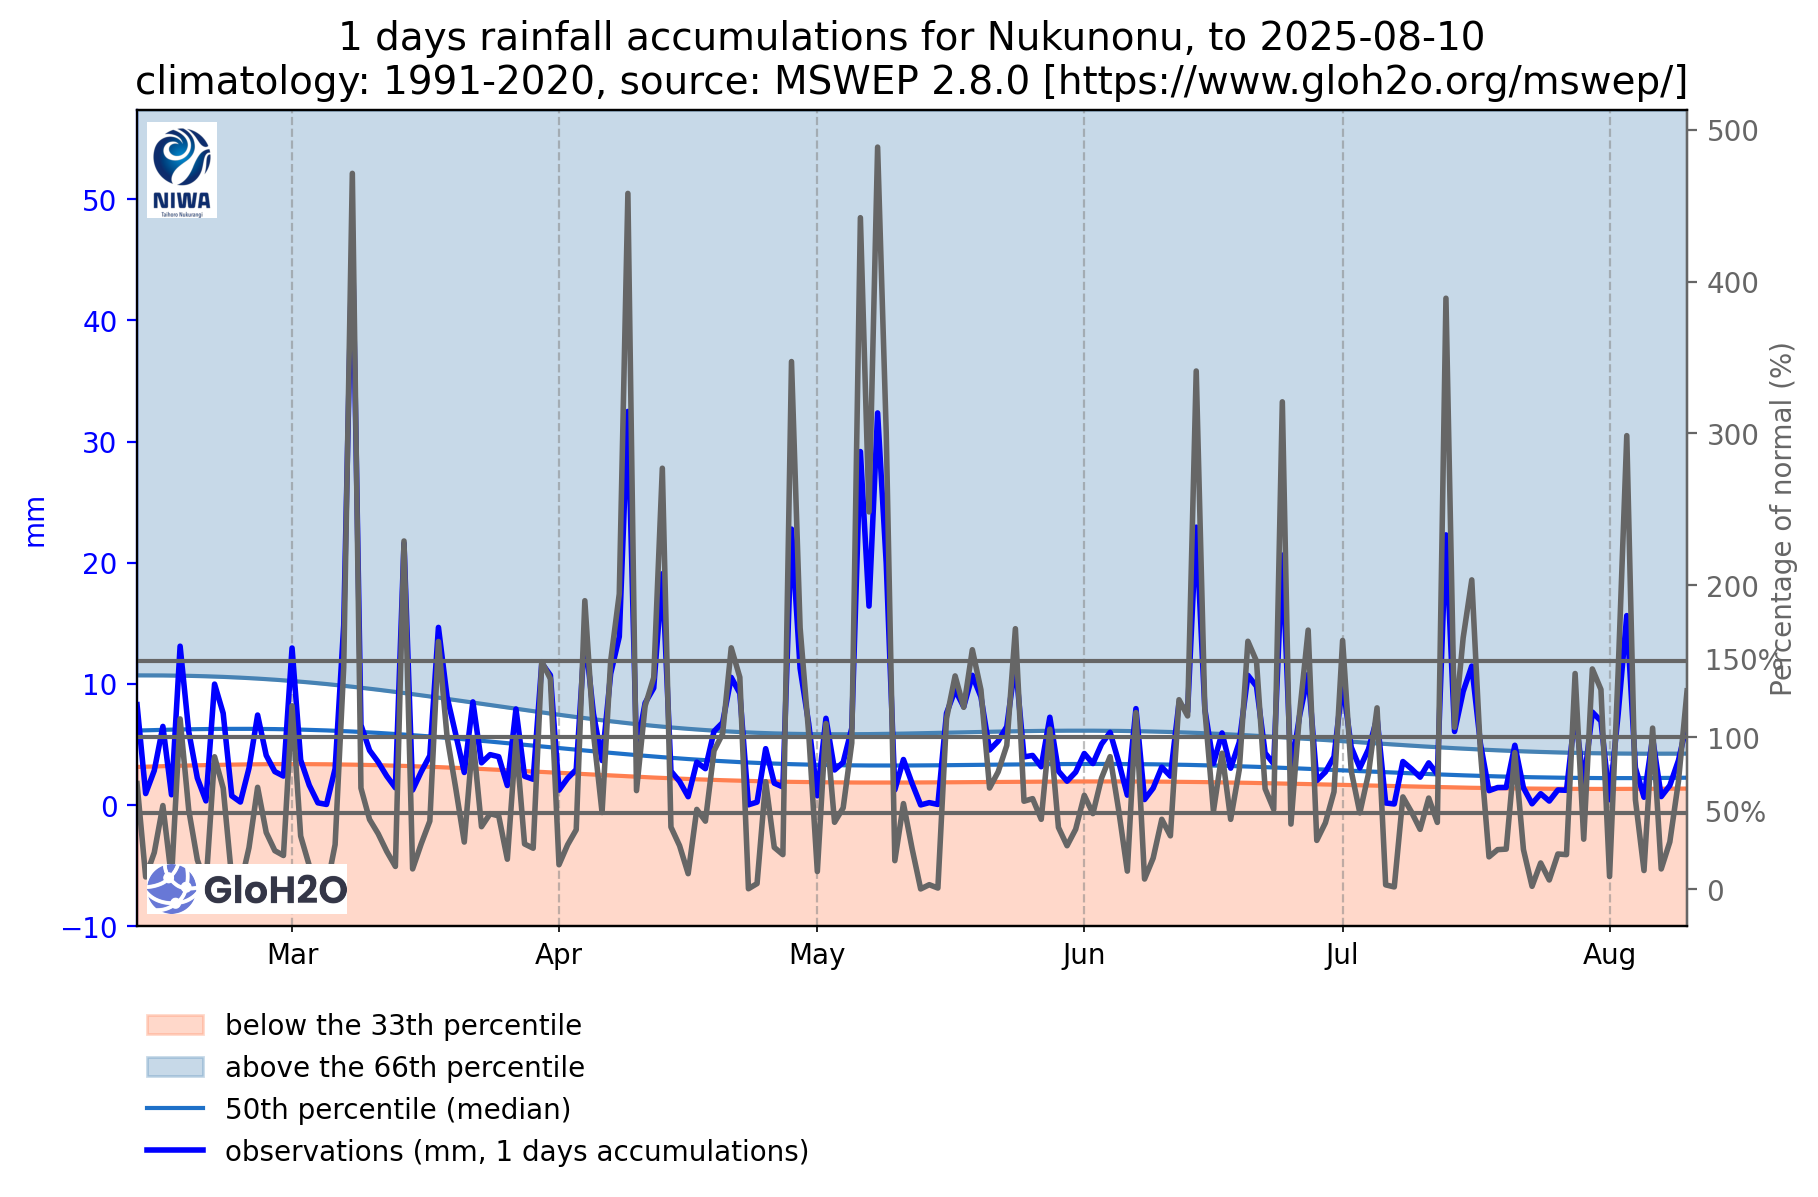 1 days rainfall accumulations for Nukunonu, to 2025-08-10
climatology: 1991-2020, source: MSWEP 2.8.0 [https://www.gloh2o.org/mswep/]
NIWA
Taihoro Nukurangi
50
40
30
20
10
0
−10
mm
500
400
300
200
150%
100
50%
0
Percentage of normal (%)
GloH2O
Mar
Apr
May
Jun
Jul
Aug
below the 33th percentile
above the 66th percentile
50th percentile (median)
observations (mm, 1 days accumulations)